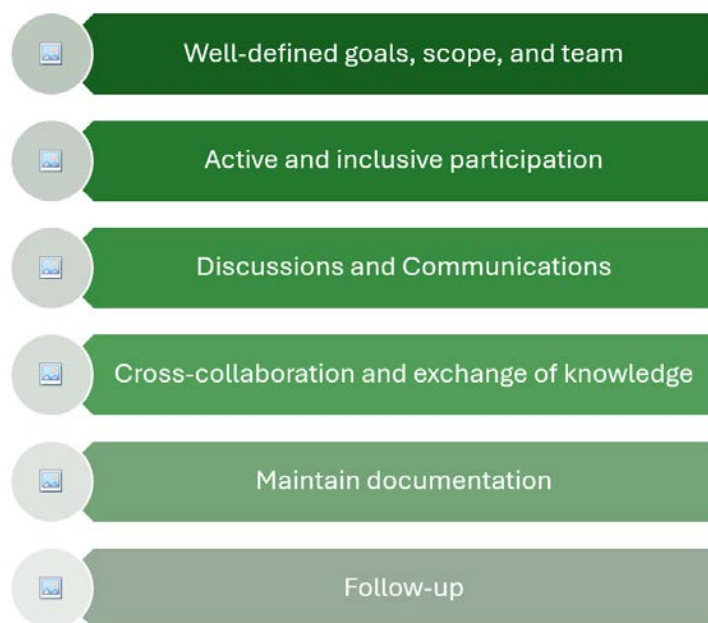 Well-defined goals, scope, and team
Active and inclusive participation
Discussions and Communications
Cross-collaboration and exchange of knowledge
Maintain documentation
Follow-up